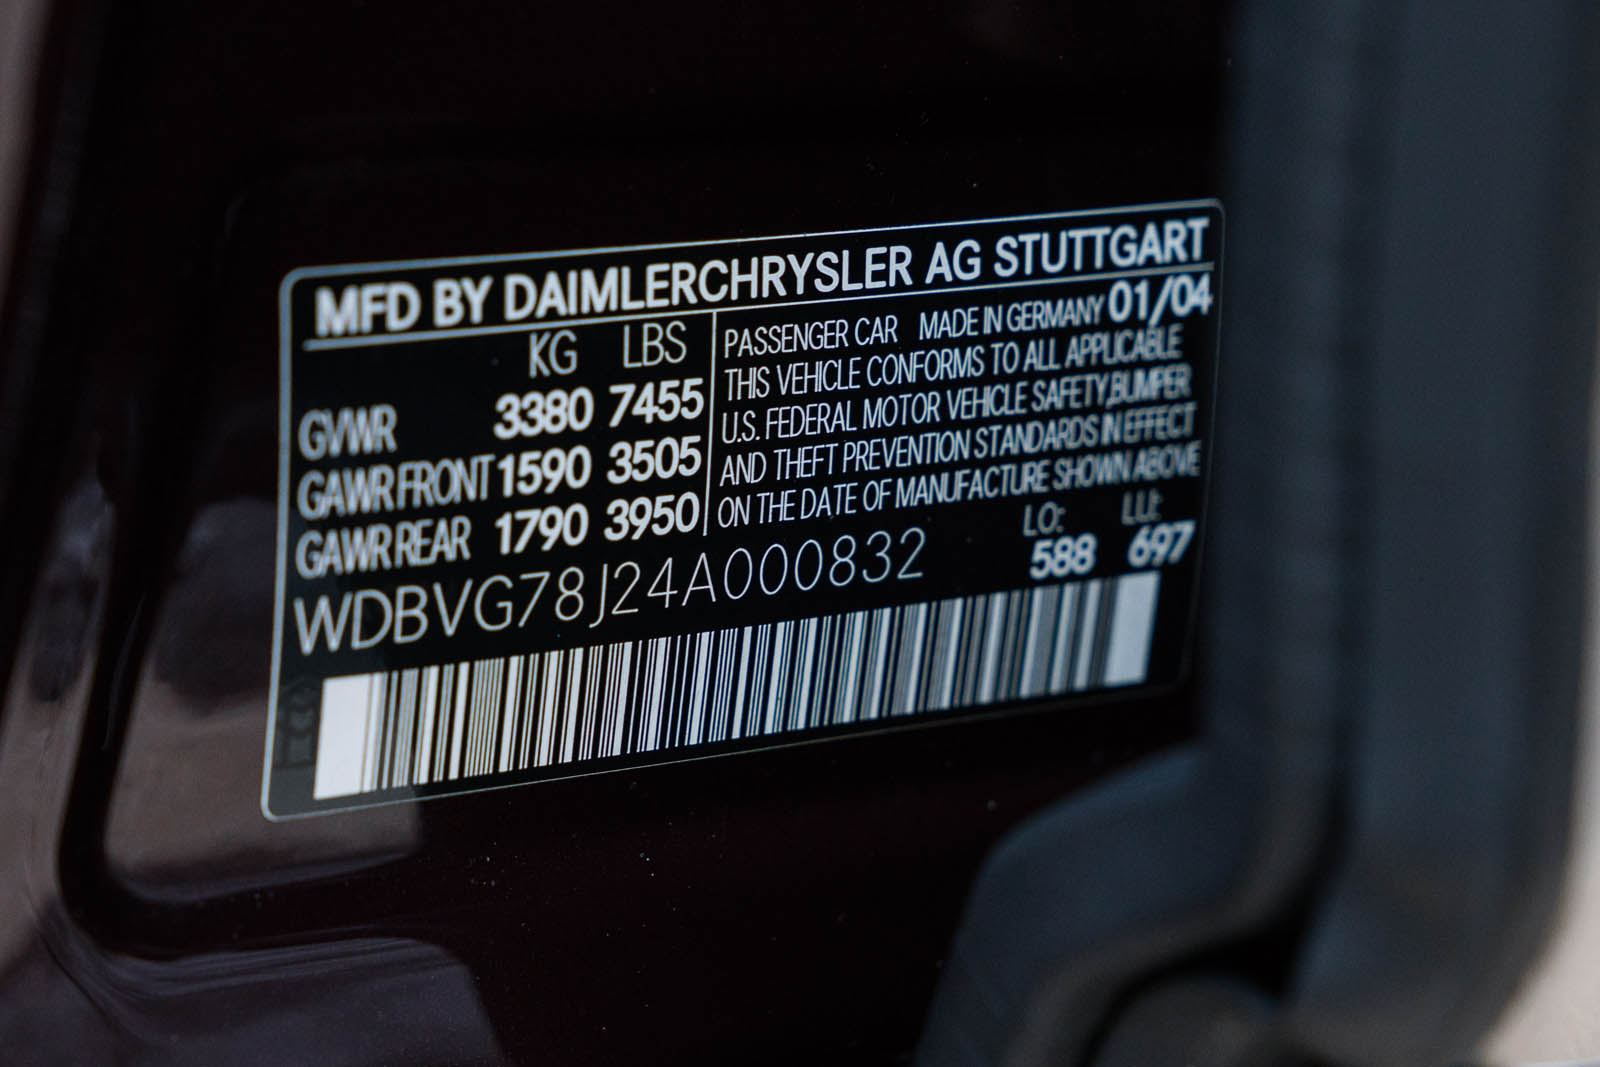 MFD BY DAIMLERCHRYSLER AG STUTTGART
KG LBS
GVWR 3380 7455
GAWR FRONT 1590 3505
GAWR REAR 1790 3950
PASSENGER CAR MADE IN GERMANY 01/04
THIS VEHICLE CONFORMS TO ALL APPLICABLE
U.S. FEDERAL MOTOR VEHICLE SAFETY, BUMPER
AND THEFT PREVENTION STANDARDS IN EFFECT
ON THE DATE OF MANUFACTURE SHOWN ABOVE
LO: LU:
588 697
WDBVG78J24A000832